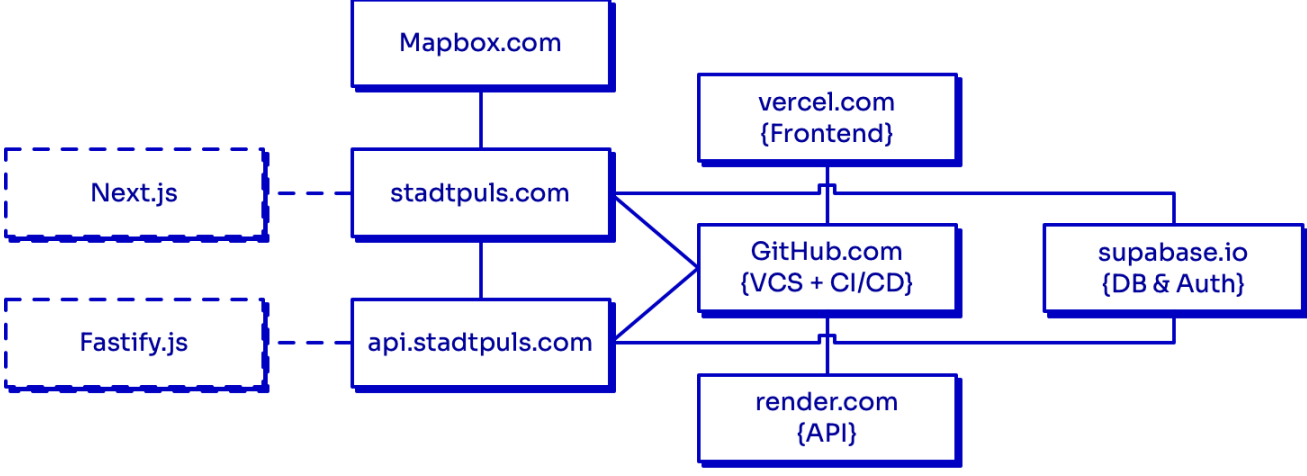 Mapbox.com
vercel.com
{Frontend}
Next.js
stadtpuls.com
GitHub.com
{VCS + CI/CD}
supabase.io
{DB & Auth}
Fastify.js
api.stadtpuls.com
render.com
{API}